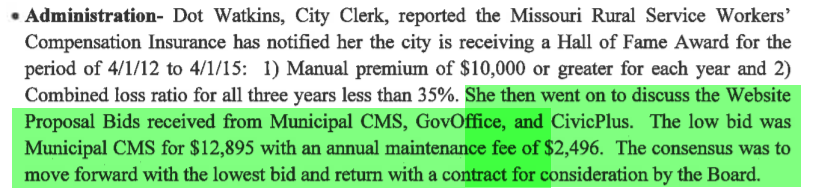 • Administration- Dot Watkins, City Clerk, reported the Missouri Rural Service Workers’
Compensation Insurance has notified her the city is receiving a Hall of Fame Award for the
period of 4/1/12 to 4/1/15: 1) Manual premium of $10,000 or greater for each year and 2)
Combined loss ratio for all three years less than 35%. She then went on to discuss the Website
Proposal Bids received from Municipal CMS, GovOffice, and CivicPlus. The low bid was
Municipal CMS for $12,895 with an annual maintenance fee of $2,496. The consensus was to
move forward with the lowest bid and return with a contract for consideration by the Board.